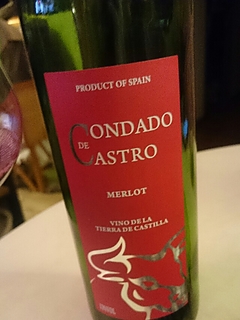 PRODUCT OF SPAIN
CONDADO
DE
CASTRO
MERLOT
VINO DE LA
TIERRA DE CASTILLA